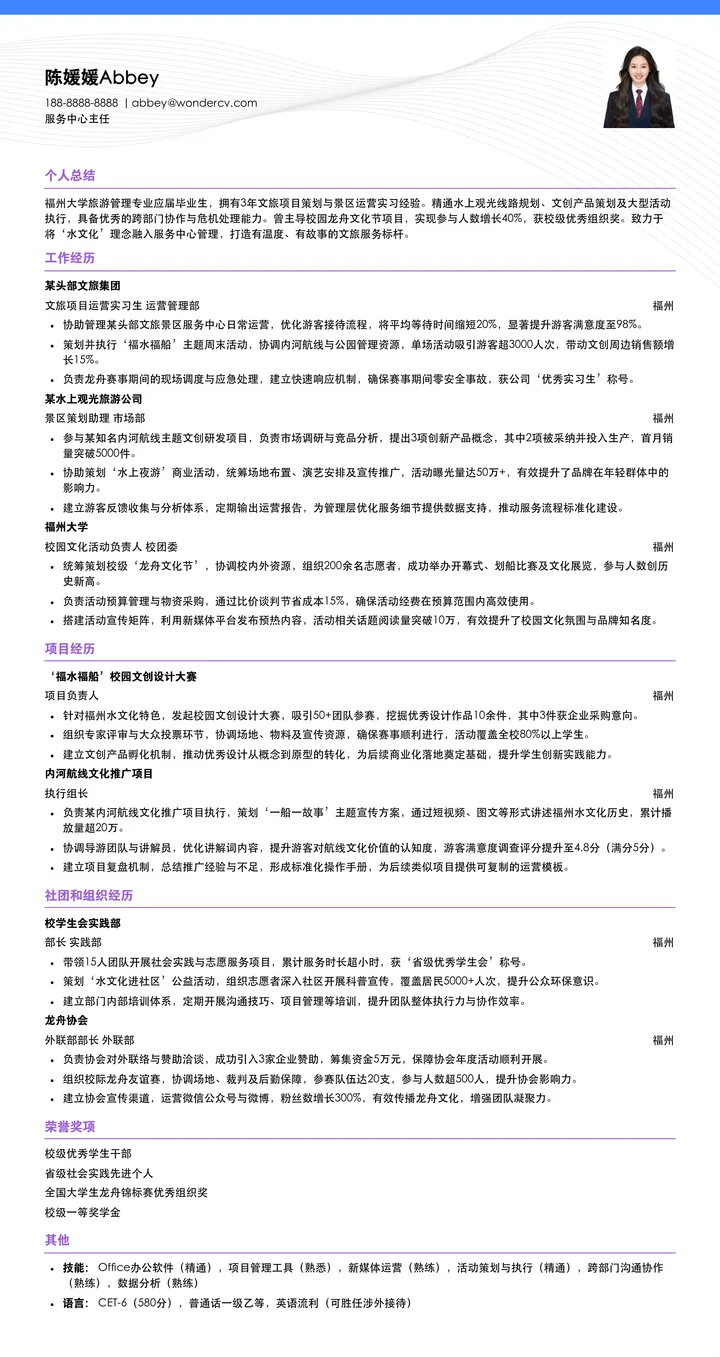 陈媛媛Abbey
188-8888-8888 | abbey@wondercv.com
服务中心主任
个人总结
福州大学旅游管理专业应届毕业生，拥有3年文旅项目策划与景区运营实习经验。精通水上观光线路规划、文创产品策划及大型活动
执行，具备优秀的跨部门协作与危机处理能力。曾主导校园龙舟文化节项目，实现参与人数增长40%，获校级优秀组织奖。致力于
将‘水文化’理念融入服务中心管理，打造有温度、有故事的文旅服务标杆。
工作经历
某头部文旅集团
文旅项目运营实习生 运营管理部 福州
• 协助管理某头部文旅景区服务中心日常运营，优化游客接待流程，将平均等待时间缩短20%，显著提升游客满意度至98%。
• 策划并执行‘福水福船’主题周末活动，协调内河航线与公园管理资源，单场活动吸引游客超3000人次，带动文创周边销售额增
长15%。
• 负责龙舟赛事期间的现场调度与应急处理，建立快速响应机制，确保赛事期间零安全事故，获公司‘优秀实习生’称号。
某水上观光旅游公司
景区策划助理 市场部 福州
• 参与某知名内河航线主题文创研发项目，负责市场调研与竞品分析，提出3项创新产品概念，其中2项被采纳并投入生产，首月销
量突破5000件。
• 协助策划‘水上夜游’商业活动，统筹场地布置、演艺安排及宣传推广，活动曝光量达50万+，有效提升了品牌在年轻群体中的
影响力。
• 建立游客反馈收集与分析体系，定期输出运营报告，为管理层优化服务细节提供数据支持，推动服务流程标准化建设。
福州大学
校园文化活动负责人 校团委 福州
• 统筹策划校级‘龙舟文化节’，协调校内外资源，组织200余名志愿者，成功举办开幕式、划船比赛及文化展览，参与人数创历
史新高。
• 负责活动预算管理与物资采购，通过比价谈判节省成本15%，确保活动经费在预算范围内高效使用。
• 搭建活动宣传矩阵，利用新媒体平台发布预热内容，活动相关话题阅读量突破10万，有效提升了校园文化氛围与品牌知名度。
项目经历
‘福水福船’校园文创设计大赛
项目负责人 福州
• 针对福州水文化特色，发起校园文创设计大赛，吸引50+团队参赛，挖掘优秀设计作品10余件，其中3件获企业采购意向。
• 组织专家评审与大众投票环节，协调场地、物料及宣传资源，确保赛事顺利进行，活动覆盖全校80%以上学生。
• 建立文创产品孵化机制，推动优秀设计从概念到原型的转化，为后续商业化落地奠定基础，提升学生创新实践能力。
内河航线文化推广项目
执行组长 福州
• 负责某内河航线文化推广项目执行，策划‘一船一故事’主题宣传方案，通过短视频、图文等形式讲述福州水文化历史，累计播
放量超20万。
• 协调导游团队与讲解员，优化讲解词内容，提升游客对航线文化价值的认知度，游客满意度调查评分提升至4.8分（满分5分）。
• 建立项目复盘机制，总结推广经验与不足，形成标准化操作手册，为后续类似项目提供可复制的运营模板。
社团和组织经历
校学生会实践部
部长 实践部 福州
• 带领15人团队开展社会实践与志愿服务项目，累计服务时长超小时，获‘省级优秀学生会’称号。
• 策划‘水文化进社区’公益活动，组织志愿者深入社区开展科普宣传，覆盖居民5000+人次，提升公众环保意识。
• 建立部门内部培训体系，定期开展沟通技巧、项目管理等培训，提升团队整体执行力与协作效率。
龙舟协会
外联部部长 外联部 福州
• 负责协会对外联络与赞助洽谈，成功引入3家企业赞助，筹集资金5万元，保障协会年度活动顺利开展。
• 组织校际龙舟友谊赛，协调场地、裁判及后勤保障，参赛队伍达20支，参与人数超500人，提升协会影响力。
• 建立协会宣传渠道，运营微信公众号与微博，粉丝数增长300%，有效传播龙舟文化，增强团队凝聚力。
荣誉奖项
校级优秀学生干部
省级社会实践先进个人
全国大学生龙舟锦标赛优秀组织奖
校级一等奖学金
其他
• 技能： Office办公软件（精通），项目管理工具（熟悉），新媒体运营（熟练），活动策划与执行（精通），跨部门沟通协作
（熟练），数据分析（熟练）
• 语言： CET-6（580分），普通话一级乙等，英语流利（可胜任涉外接待）